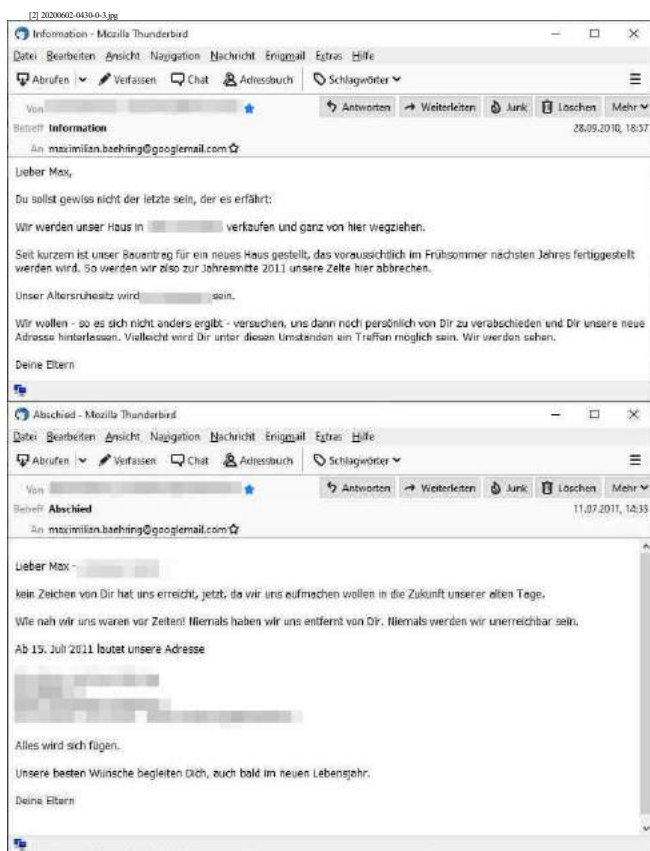 [2] 20200602-0430-0-3.jpg
Information - Mozilla Thunderbird
Datei Bearbeiten Ansicht Navigation Nachricht Enigmail Extras Hilfe
Abrufen Verfassen Chat Adressbuch Schlagwörter
Von Antworten Weiterleiten Junk Löschen Mehr
Betreff Information 28.09.2010, 18:57
An maximilian.baehring@googlemail.com
Lieber Max,
Du sollst gewiss nicht der letzte sein, der es erfährt:
Wir werden unser Haus in verkaufen und ganz von hier wegziehen.
Seit kurzem ist unser Bauantrag für ein neues Haus gestellt, das voraussichtlich im Frühsommer nächsten Jahres fertiggestellt
werden wird. So werden wir also zur Jahresmitte 2011 unsere Zelte hier abbrechen.
Unser Altersruhesitz wird sein.
Wir wollen - so es sich nicht anders ergibt - versuchen, uns dann noch persönlich von Dir zu verabschieden und Dir unsere neue
Adresse hinterlassen. Vielleicht wird Dir unter diesen Umständen ein Treffen möglich sein. Wir werden sehen.
Deine Eltern
Abschied - Mozilla Thunderbird
Datei Bearbeiten Ansicht Navigation Nachricht Enigmail Extras Hilfe
Abrufen Verfassen Chat Adressbuch Schlagwörter
Von Antworten Weiterleiten Junk Löschen Mehr
Betreff Abschied 11.07.2011, 14:33
An maximilian.baehring@googlemail.com
Lieber Max -
kein Zeichen von Dir hat uns erreicht, jetzt, da wir uns aufmachen wollen in die Zukunft unserer alten Tage.
Wie nah wir uns waren vor Zeiten! Niemals haben wir uns entfernt von Dir. Niemals werden wir unerreichbar sein.
Ab 15. Juli 2011 lautet unsere Adresse
Alles wird sich fügen.
Unsere besten Wünsche begleiten Dich, auch bald im neuen Lebensjahr.
Deine Eltern